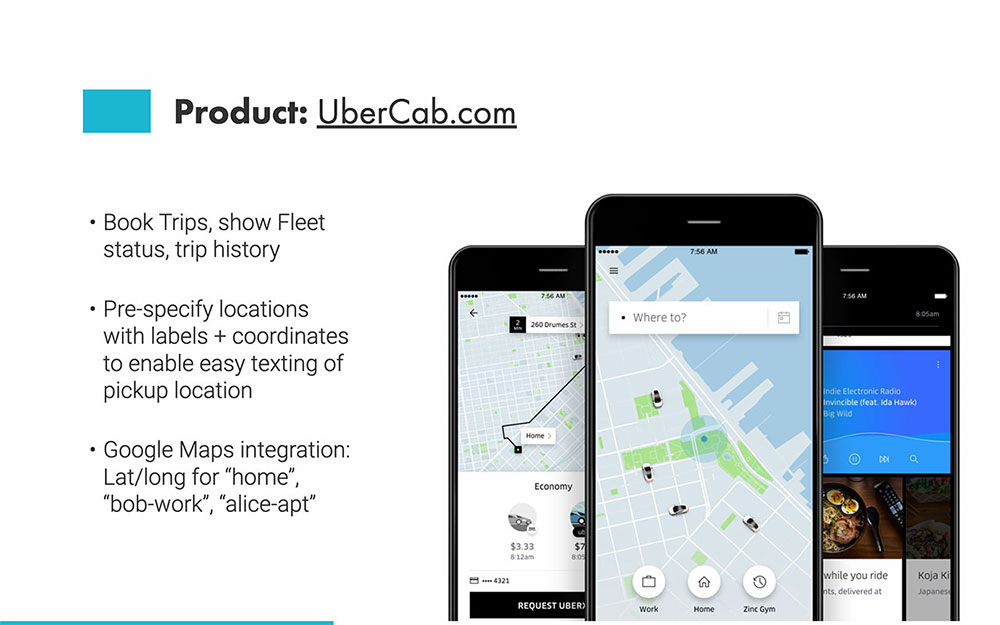 Product: UberCab.com
• Book Trips, show Fleet
status, trip history
• Pre-specify locations
with labels + coordinates
to enable easy texting of
pickup location
• Google Maps integration:
Lat/long for “home”,
“bob-work”, “alice-apt”
7:56 AM
2
MIN
260 Drumes St
Home
Economy
$3.33
8:12am
$7
8:05
•••• 4321
REQUEST UBERX
7:56 AM
Where to?
Work
Home
Zinc Gym
7:56 AM
8:05am
Indie Electronic Radio
Invincible (feat. Ida Hawk)
Big Wild
while you ride
nts, delivered at
Koja Ki
Japanes